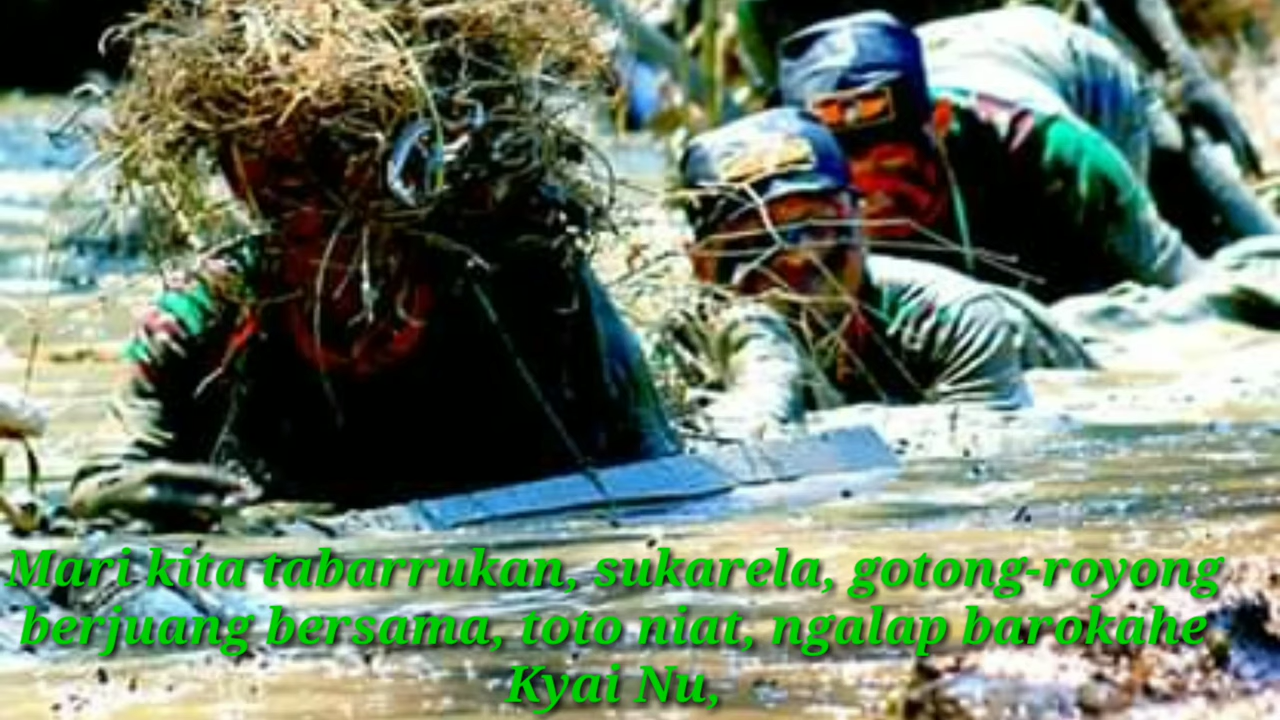 Mari kita tabarrukan, sukarela, gotong-royong
berjuang bersama, toto niat, ngalap barokahe
Kyai Nu,